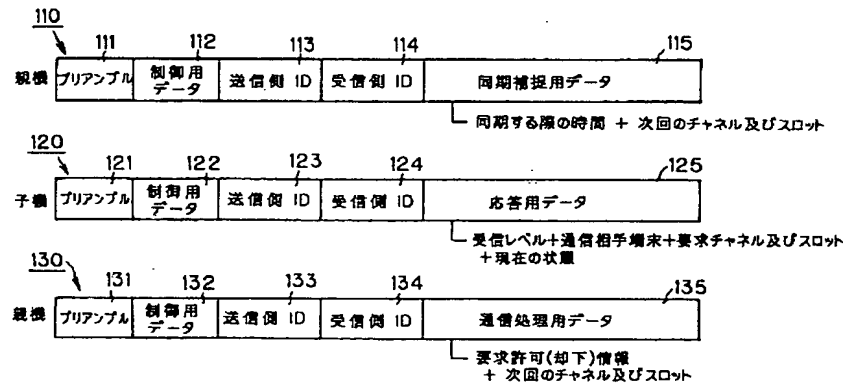 110
111 112 113 114 115
親機 プリアンブル 制御用データ 送信側 ID 受信側 ID 同期補捉用データ
同期する際の時間 + 次回のチャネル及びスロット
120
121 122 123 124 125
子機 プリアンブル 制御用データ 送信側 ID 受信側 ID 応答用データ
受信レベル+通信相手端末+要求チャネル及びスロット
+現在の状態
130
131 132 133 134 135
親機 プリアンブル 制御用データ 送信側 ID 受信側 ID 通信処理用データ
要求許可(却下)情報
+ 次回のチャネル及びスロット